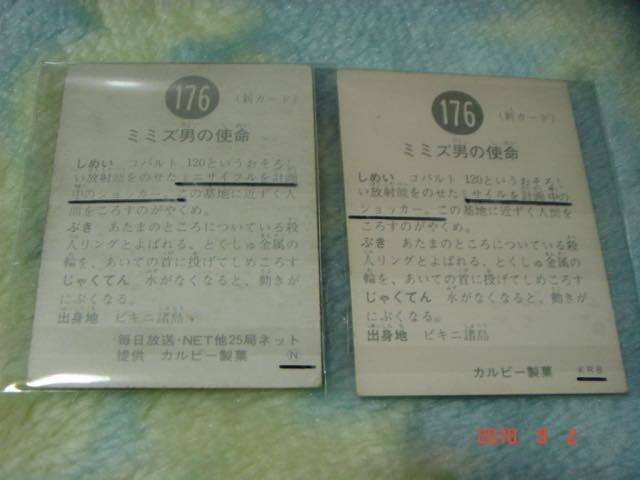 176
(新カード)
ミミズ男の使命
しめい コバルト120というおそろし
い放射能をのせたミニサイクルを計画
中のショッカー。この基地に近ずく人
間をころすのがやくめ。
ぶき あたまのところについている殺
人リングとよばれる、とくしゅ金属の
輪を、あいての首に投げてしめころす
じゃくてん 水がなくなると、動きが
にぶくなる。
出身地 ビキニ諸島
毎日放送・NET他25局ネット
提供 カルビー製菓 N
176
(新カード)
ミミズ男の使命
しめい コバルト120というおそろし
い放射能をのせたミサイルを計画中の
ショッカー。この基地に近ずく人間を
ころすのがやくめ。
ぶき あたまのところについている殺
人リングとよばれる、とくしゅ金属の
輪を、あいての首に投げてしめころす
じゃくてん 水がなくなると、動きが
にぶくなる。
出身地 ビキニ諸島
カルビー製菓 KR8
2018 9 2